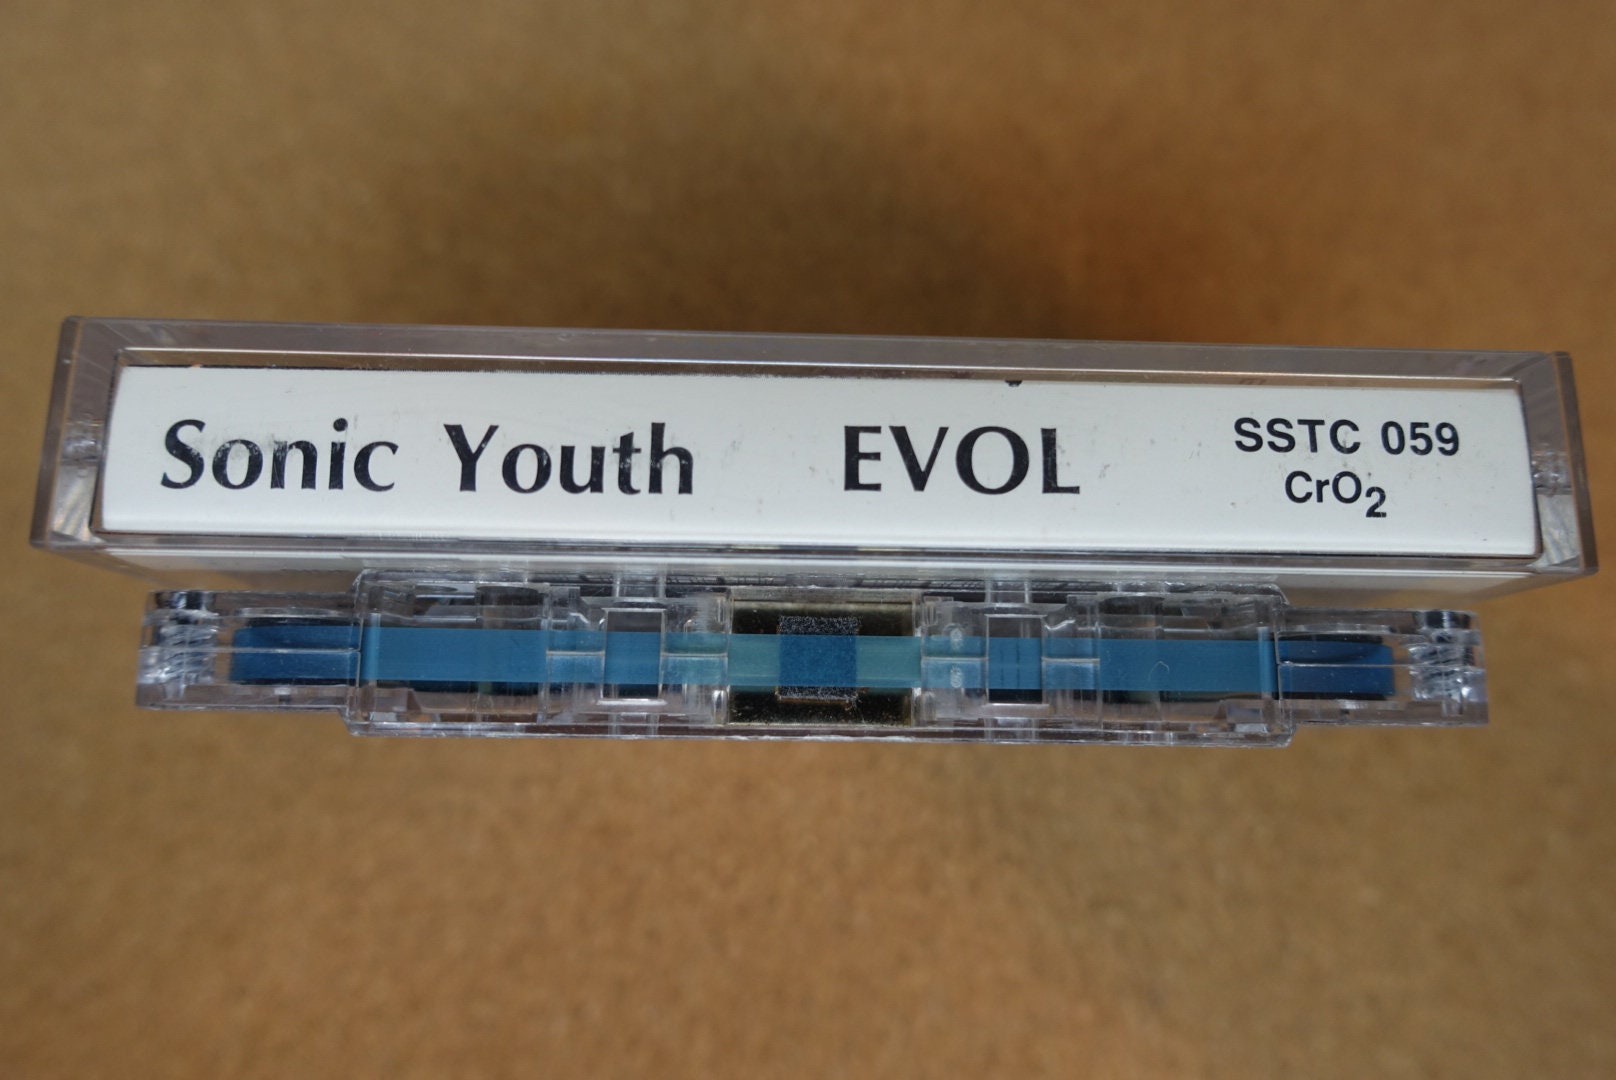 Sonic Youth EVOL SSTC 059
CrO₂